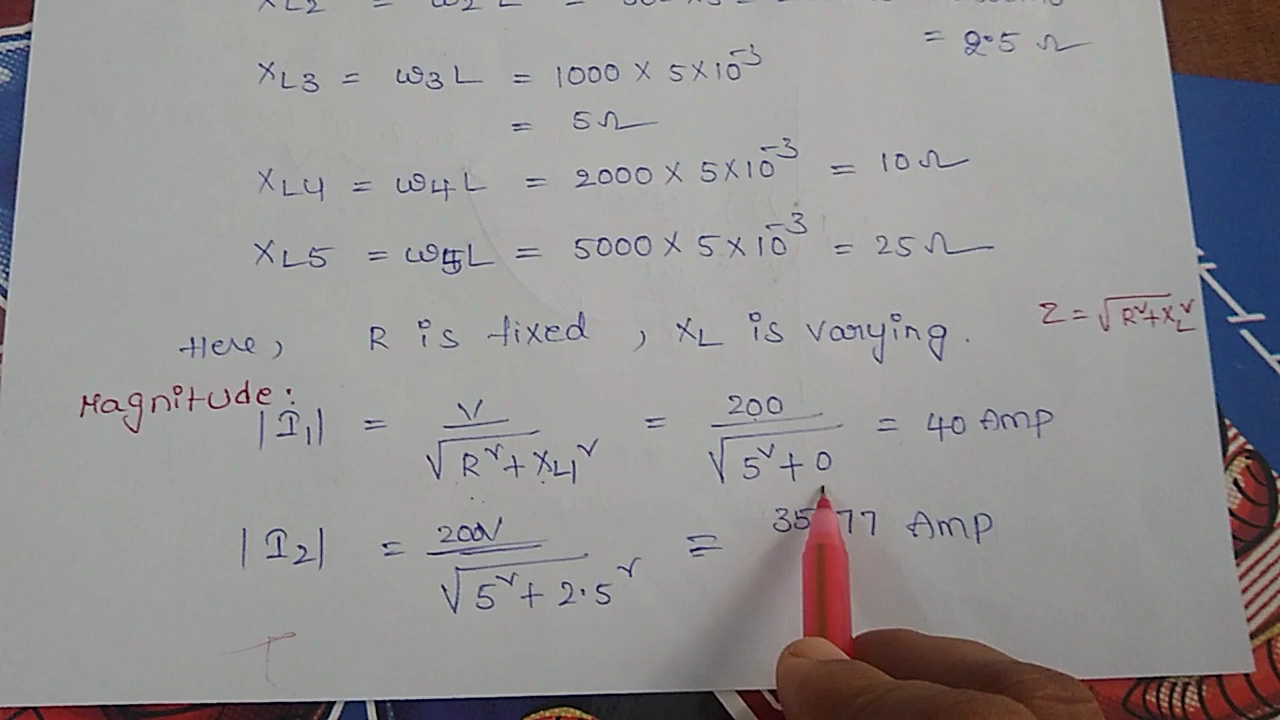 = 2.5 Ω
XL3 = ω3L = 1000 × 5×10⁻³
= 5Ω
XL4 = ω4L = 2000 × 5×10⁻³ = 10Ω
XL5 = ω5L = 5000 × 5×10⁻³ = 25Ω
Here, R is fixed, XL is varying. Z = √R²+XL²
Magnitude:
|I1| = V / √R²+XL1² = 200 / √5²+0 = 40 Amp
|I2| = 200V / √5²+2.5² = 35 77 Amp